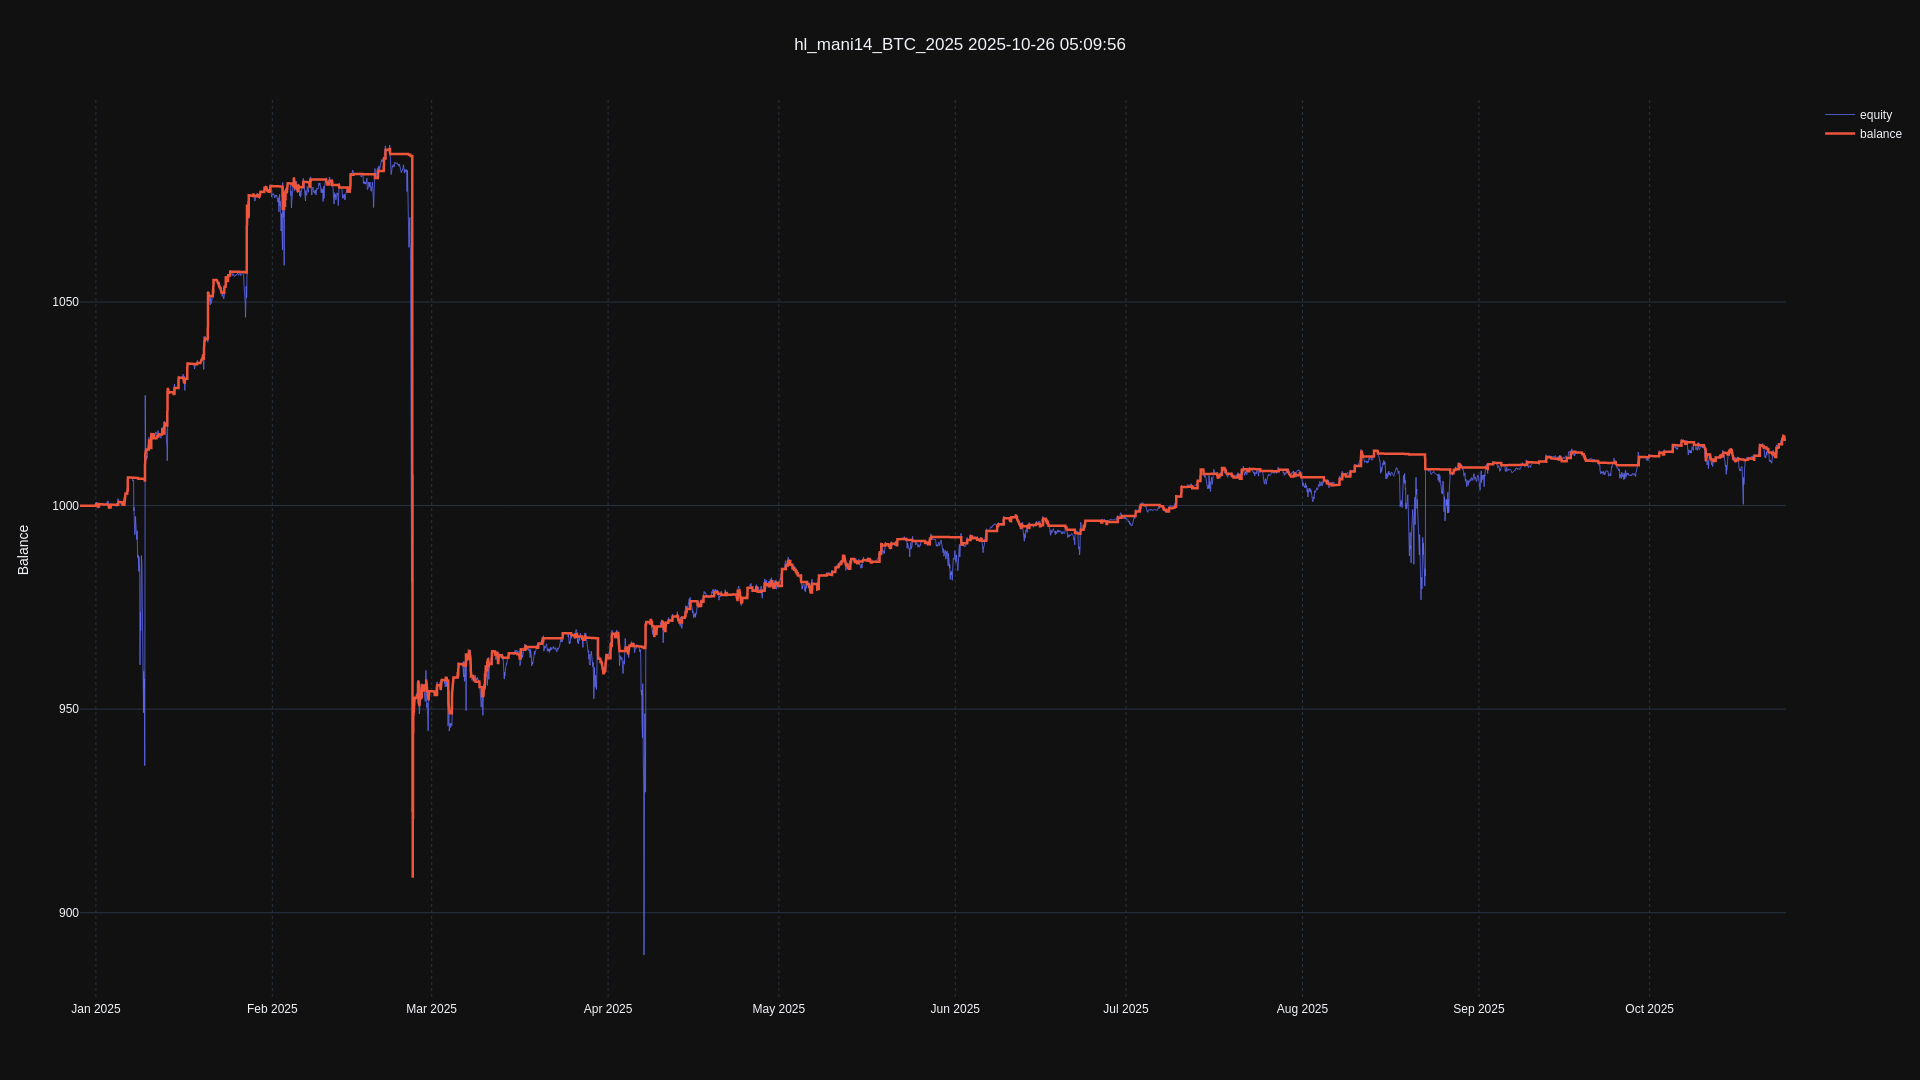 hl_mani14_BTC_2025 2025-10-26 05:09:56
equity
balance
Balance
1050
1000
950
900
Jan 2025
Feb 2025
Mar 2025
Apr 2025
May 2025
Jun 2025
Jul 2025
Aug 2025
Sep 2025
Oct 2025